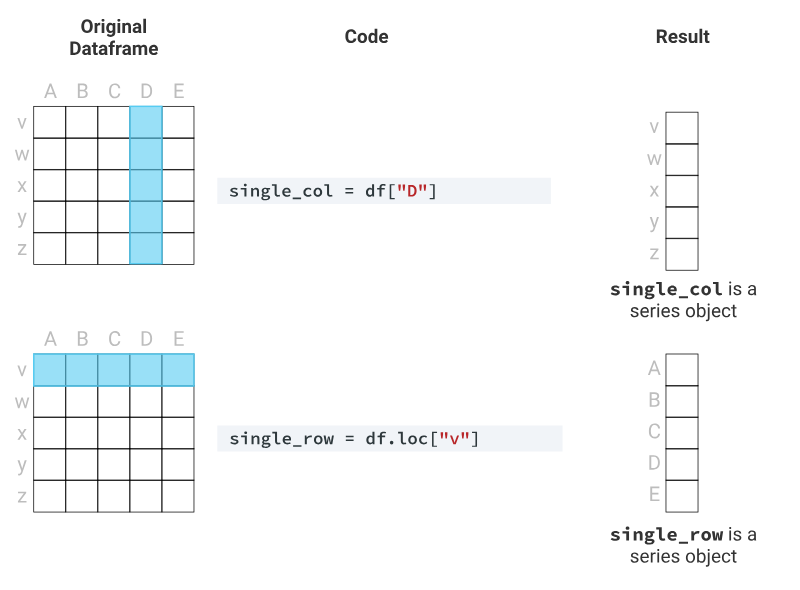 Original
Dataframe
Code
Result
A B C D E
v
w
x
y
z
single_col = df["D"]
v
w
x
y
z
single_col is a
series object
A B C D E
v
w
x
y
z
single_row = df.loc["v"]
A
B
C
D
E
single_row is a
series object